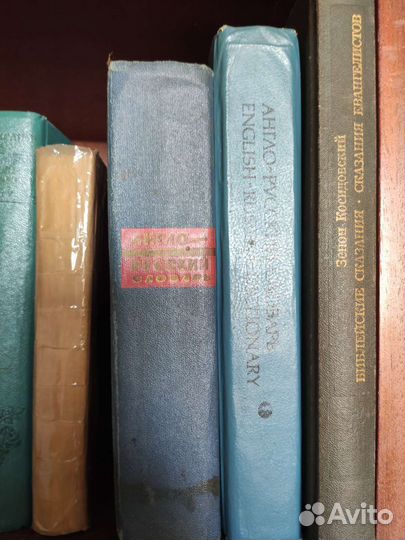 АНГЛО-РУССКИЙ СЛОВАРЬ
ENGLISH-RUSSIAN DICTIONARY
Зенон Косидовский
БИБЛЕЙСКИЕ СКАЗАНИЯ • СКАЗАНИЯ ЕВАНГЕЛИСТОВ
Avito